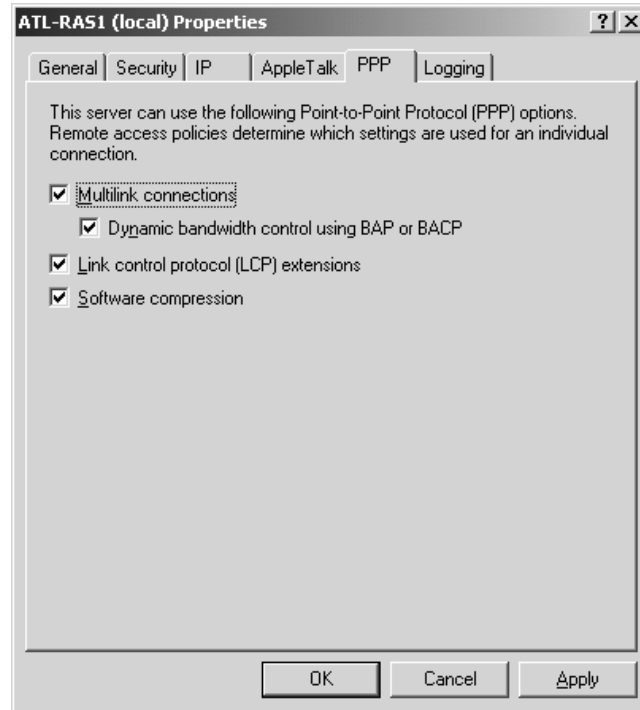 ATL-RAS1 (local) Properties
General Security IP AppleTalk PPP Logging
This server can use the following Point-to-Point Protocol (PPP) options.
Remote access policies determine which settings are used for an individual
connection.
Multilink connections
Dynamic bandwidth control using BAP or BACP
Link control protocol (LCP) extensions
Software compression
OK Cancel Apply